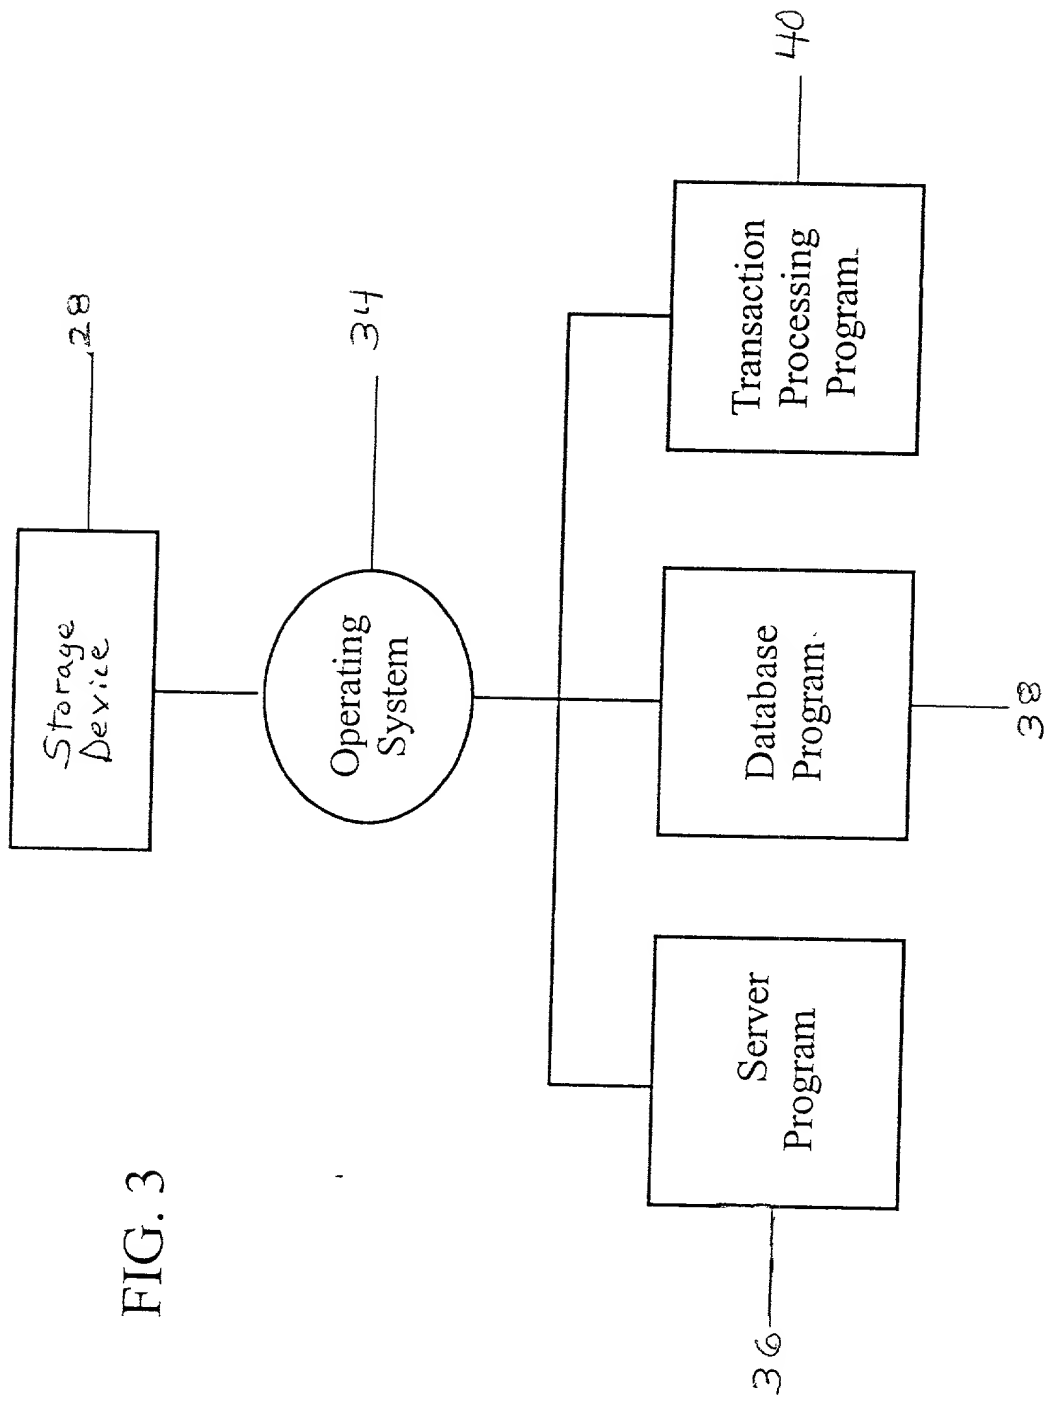 FIG. 3
Storage
Device
28
Operating
System
34
Server
Program
36
Database
Program
38
Transaction
Processing
Program
40